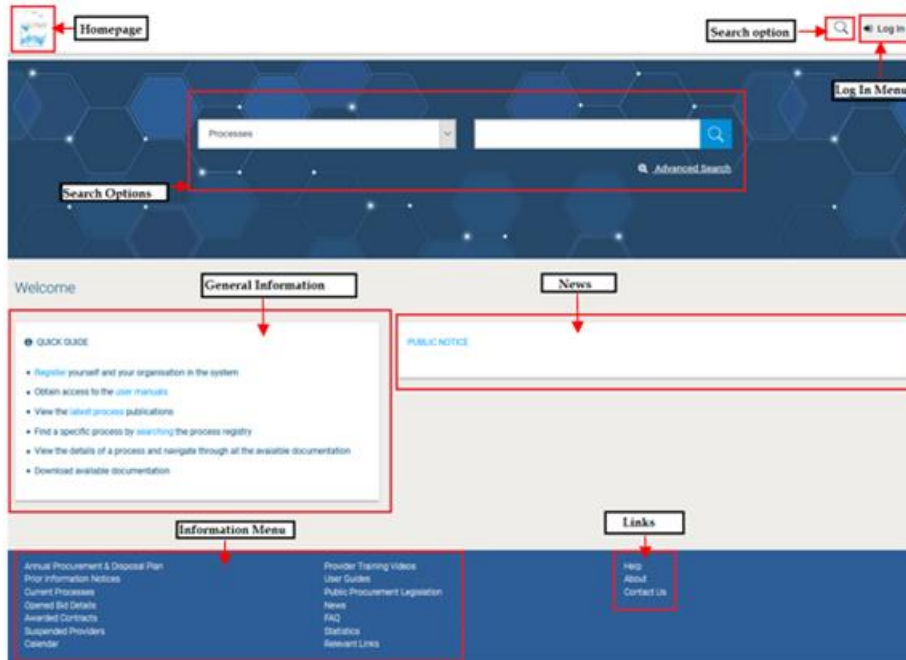 Homepage
Search option
Log In
Log In Menu
Processes
Advanced Search
Search Options
Welcome
General Information
News
QUICK GUIDE
Register yourself and your organisation in the system
Obtain access to the user manuals
View the latest process publications
Find a specific process by searching the process registry
View the details of a process and navigate through all the available documentation
Download available documentation
PUBLIC NOTICE
Information Menu
Links
Annual Procurement & Disposal Plan
Prior Information Notices
Current Processes
Opened Bid Details
Awarded Contracts
Suspended Providers
Calendar
Provider Training Videos
User Guides
Public Procurement Legislation
News
FAQ
Statistics
Relevant Links
Help
About
Contact Us